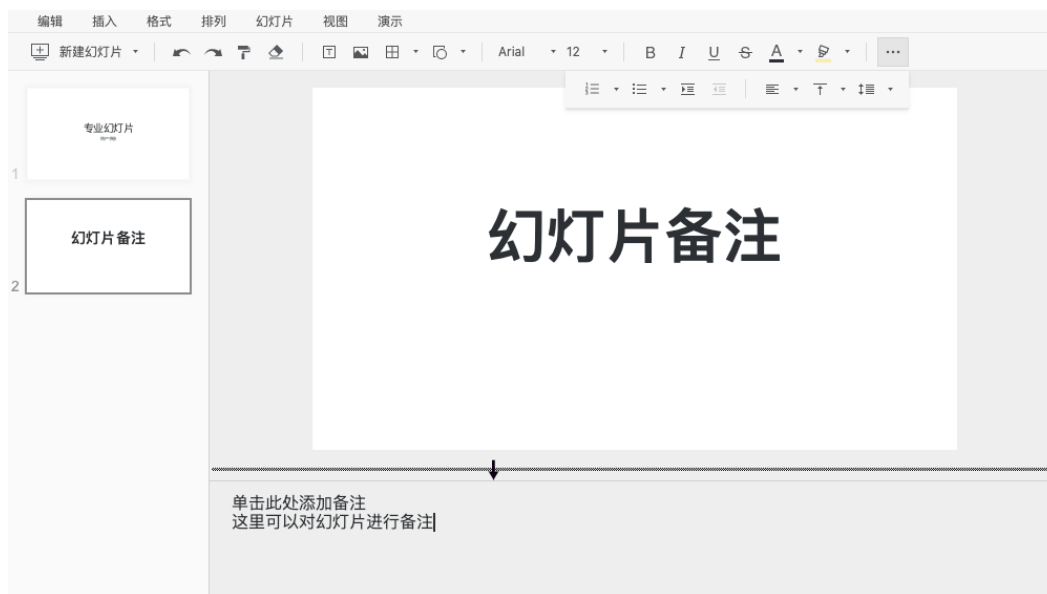 编辑 插入 格式 排列 幻灯片 视图 演示
新建幻灯片 Arial 12 B I U S A
专业幻灯片
1
幻灯片备注
2
幻灯片备注
单击此处添加备注
这里可以对幻灯片进行备注